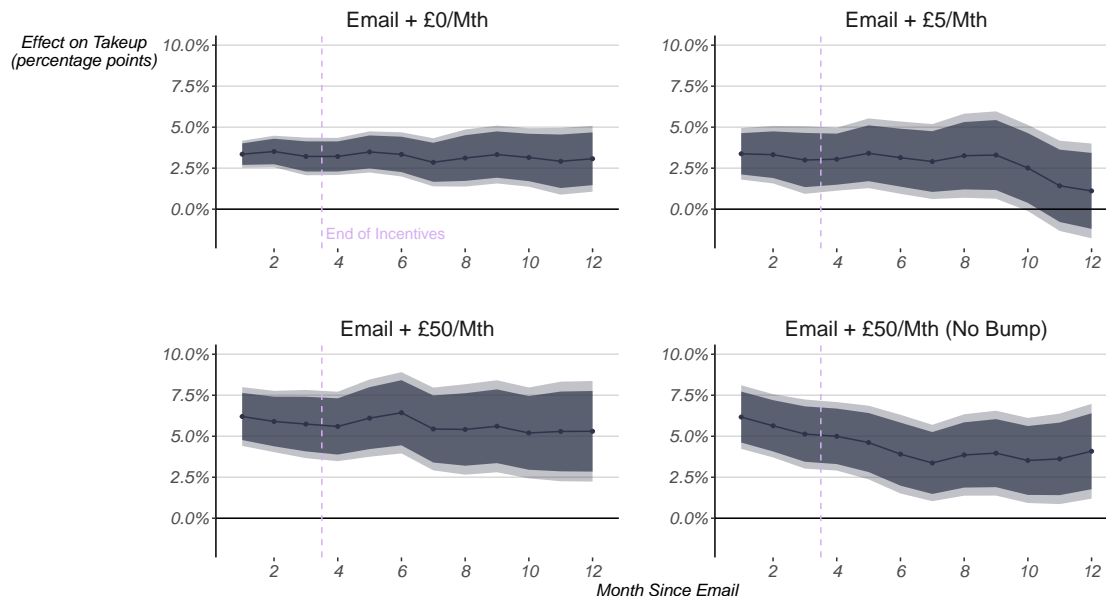 Email + £0/Mth
Email + £5/Mth
Effect on Takeup
(percentage points)
10.0%
7.5%
5.0%
2.5%
0.0%
End of Incentives
2 4 6 8 10 12
10.0%
7.5%
5.0%
2.5%
0.0%
2 4 6 8 10 12
Email + £50/Mth
Email + £50/Mth (No Bump)
10.0%
7.5%
5.0%
2.5%
0.0%
2 4 6 8 10 12
10.0%
7.5%
5.0%
2.5%
0.0%
2 4 6 8 10 12
Month Since Email